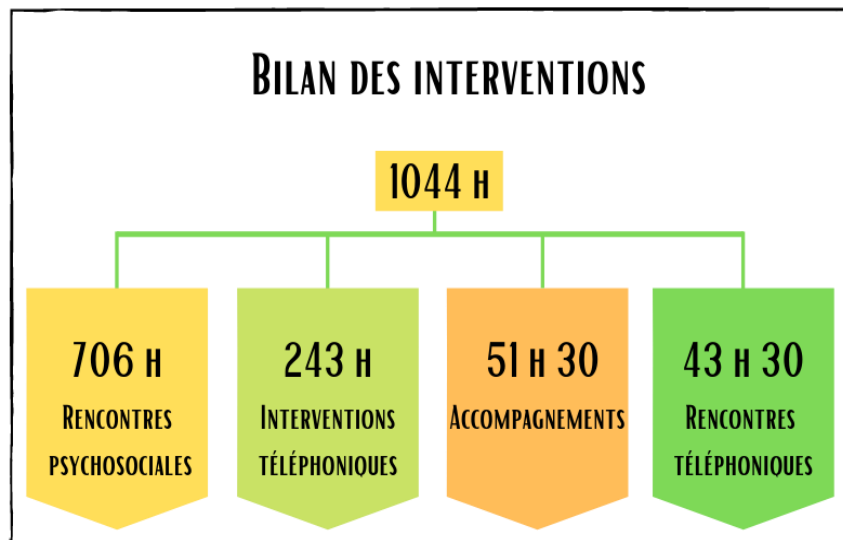 Bilan des interventions
1044 h
706 h
Rencontres
psychosociales
243 h
Interventions
téléphoniques
51 h 30
Accompagnements
43 h 30
Rencontres
téléphoniques